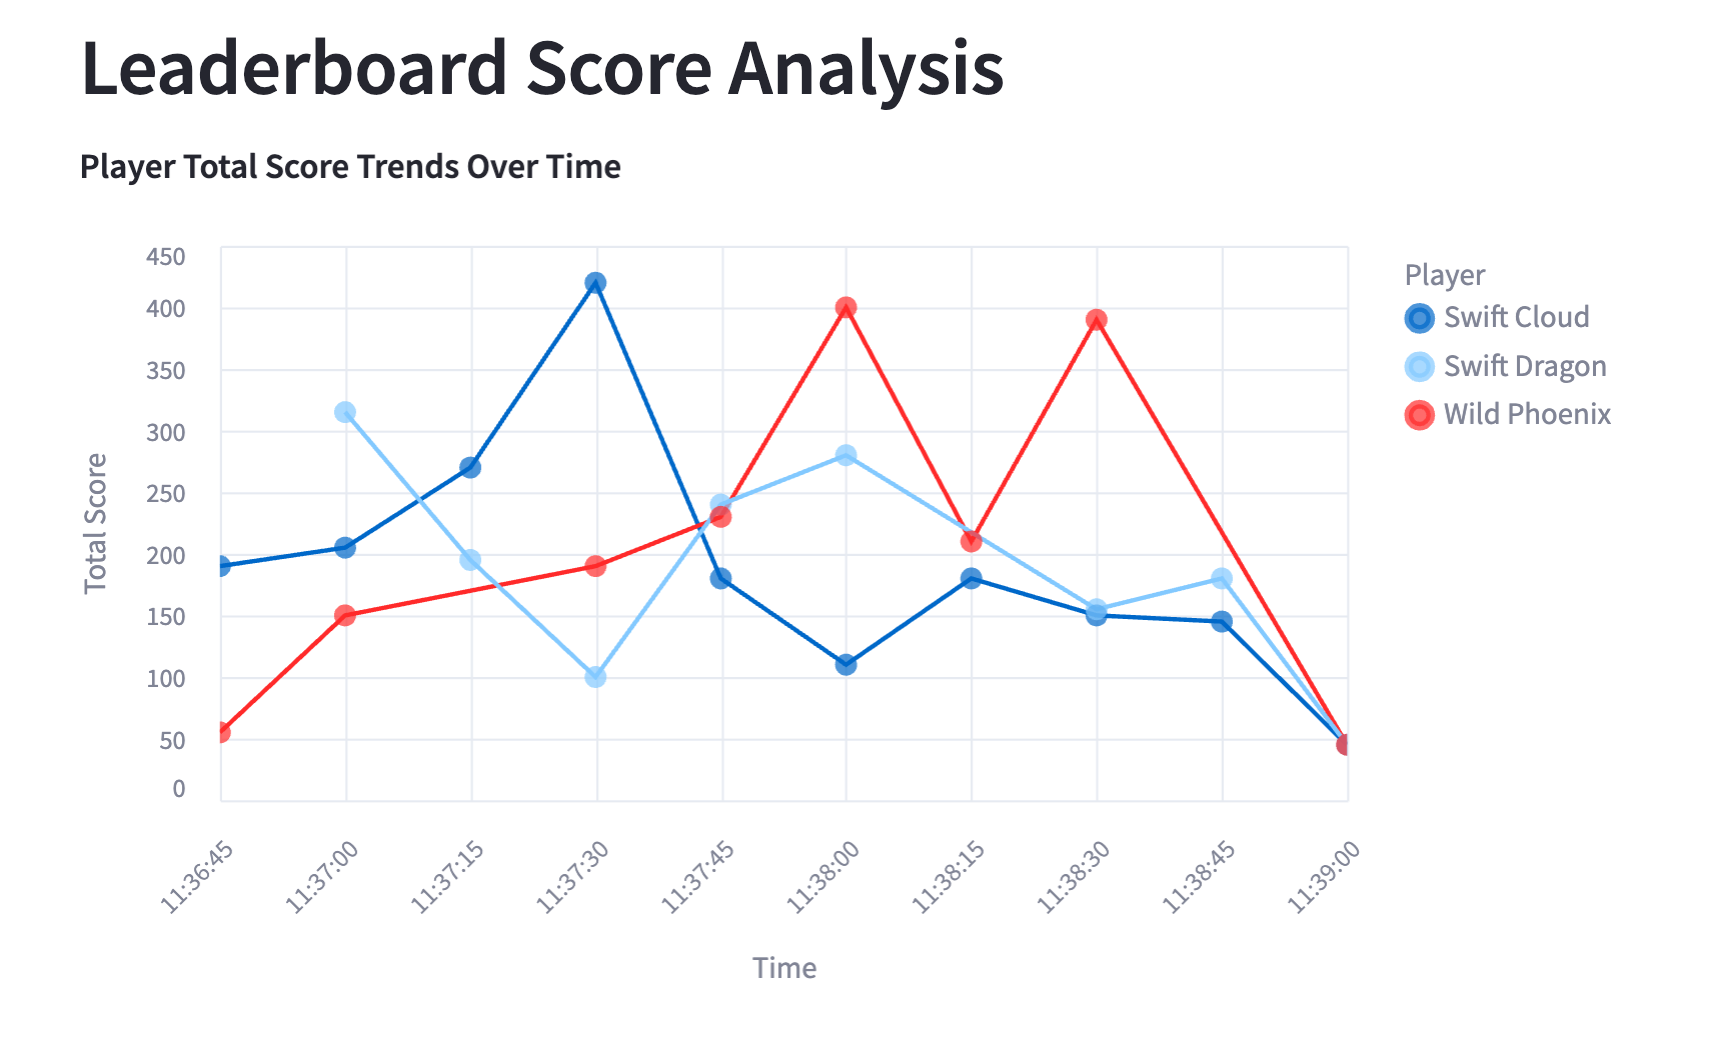 Leaderboard Score Analysis
Player Total Score Trends Over Time
450
400
350
300
250
200
150
100
50
0
Total Score
11:36:45
11:37:00
11:37:15
11:37:30
11:37:45
11:38:00
11:38:15
11:38:30
11:38:45
11:39:00
Time
Player
Swift Cloud
Swift Dragon
Wild Phoenix